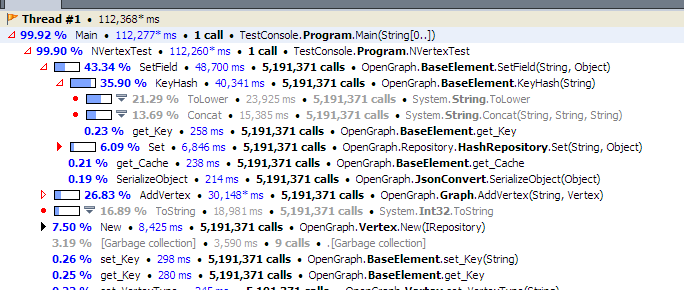 Thread #1 • 112,368* ms
99.92 % Main • 112,277* ms • 1 call • TestConsole.Program.Main(String[0..])
99.90 % NVertexTest • 112,260* ms • 1 call • TestConsole.Program.NVertexTest
43.34 % SetField • 48,700 ms • 5,191,371 calls • OpenGraph.BaseElement.SetField(String, Object)
35.90 % KeyHash • 40,341 ms • 5,191,371 calls • OpenGraph.BaseElement.KeyHash(String)
21.29 % ToLower • 23,925 ms • 5,191,371 calls • System.String.ToLower
13.69 % Concat • 15,385 ms • 5,191,371 calls • System.String.Concat(String, String, String)
0.23 % get_Key • 258 ms • 5,191,371 calls • OpenGraph.BaseElement.get_Key
6.09 % Set • 6,846 ms • 5,191,371 calls • OpenGraph.Repository.HashRepository.Set(String, Object)
0.21 % get_Cache • 238 ms • 5,191,371 calls • OpenGraph.BaseElement.get_Cache
0.19 % SerializeObject • 214 ms • 5,191,371 calls • OpenGraph.JsonConvert.SerializeObject(Object)
26.83 % AddVertex • 30,148* ms • 5,191,371 calls • OpenGraph.Graph.AddVertex(String, Vertex)
16.89 % ToString • 18,981 ms • 5,191,371 calls • System.Int32.ToString
7.50 % New • 8,425 ms • 5,191,371 calls • OpenGraph.Vertex.New(IRepository)
3.19 % [Garbage collection] • 3,590 ms • 9 calls • .[Garbage collection]
0.26 % set_Key • 298 ms • 5,191,371 calls • OpenGraph.BaseElement.set_Key(String)
0.25 % get_Key • 280 ms • 5,191,371 calls • OpenGraph.BaseElement.get_Key